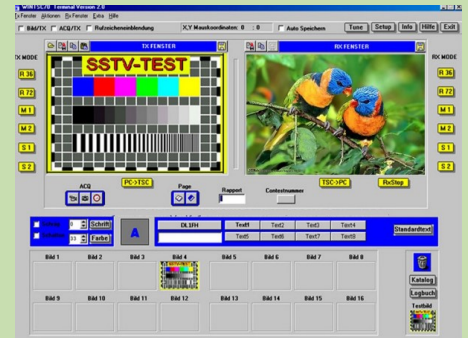 WINTSC70 Terminal Version 2.0
Tx Fenster Aktionen Rx Fenster Extra Hilfe
Bild/TX ACQ/TX Rufzeicheneinblendung X,Y Mauskoordinaten: 0 : 0 Auto Speichern Tune Setup Info Hilfe Exit
TX FENSTER RX FENSTER
TX MODE RX MODE
SSTV-TEST
R 36 R 36
R 72 R 72
M 1 M 1
M 2 M 2
S 1 S 1
S 2 S 2
PC->TSC TSC->PC RxStop
ACQ Page Rapport Contestnummer
Schrift A DL1FH Text1 Text2 Text3 Text4 Standardtext
Farbe Text5 Text6 Text7 Text8
Bild 1 Bild 2 Bild 3 Bild 4 Bild 5 Bild 6 Bild 7 Bild 8
Katalog
Logbuch
Bild 9 Bild 10 Bild 11 Bild 12 Bild 13 Bild 14 Bild 15 Bild 16
Testbild